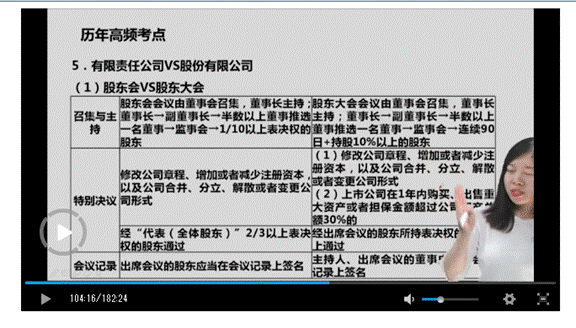 历年高频考点
5．有限责任公司VS股份有限公司
（1）股东会VS股东大会
召集与主持
股东会会议由董事会召集，董事长主持；
董事长→副董事长→半数以上董事推选
一名董事→监事会→1/10以上表决权的
股东
股东大会会议由董事会召集，董事长
主持；董事长→副董事长→半数以上
董事推选一名董事→监事会→连续90
日+持股10%以上的股东
特别决议
修改公司章程、增加或者减少注册资本，
以及公司合并、分立、解散或者变更公
司形式
（1）修改公司章程、增加或者减少注
册资本，以及公司合并、分立、解散
或者变更公司形式
（2）上市公司在1年内购买、出售重
大资产或者担保金额超过公司资产
额30%的
经“代表（全体股东）”2/3以上表决
权的股东通过
经出席会议的股东所持表决权的
上通过
会议记录
出席会议的股东应当在会议记录上签名
主持人、出席会议的董事
记录上签名
104:16/182:24